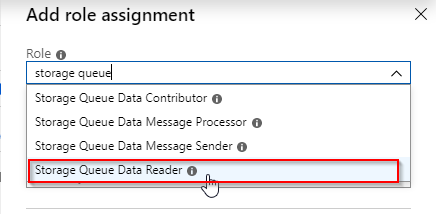 Add role assignment
Role
storage queue
Storage Queue Data Contributor
Storage Queue Data Message Processor
Storage Queue Data Message Sender
Storage Queue Data Reader